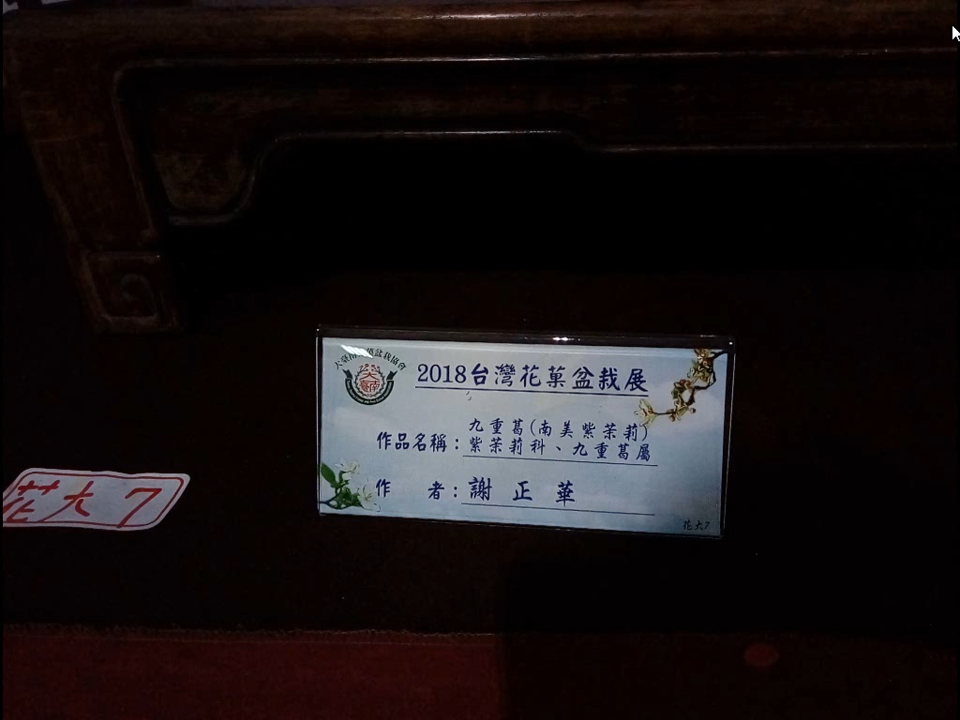 2018台灣花菓盆栽展
作品名稱：九重葛(南美紫茉莉)
紫茉莉科、九重葛屬
作 者：謝正華
花大7
花大7